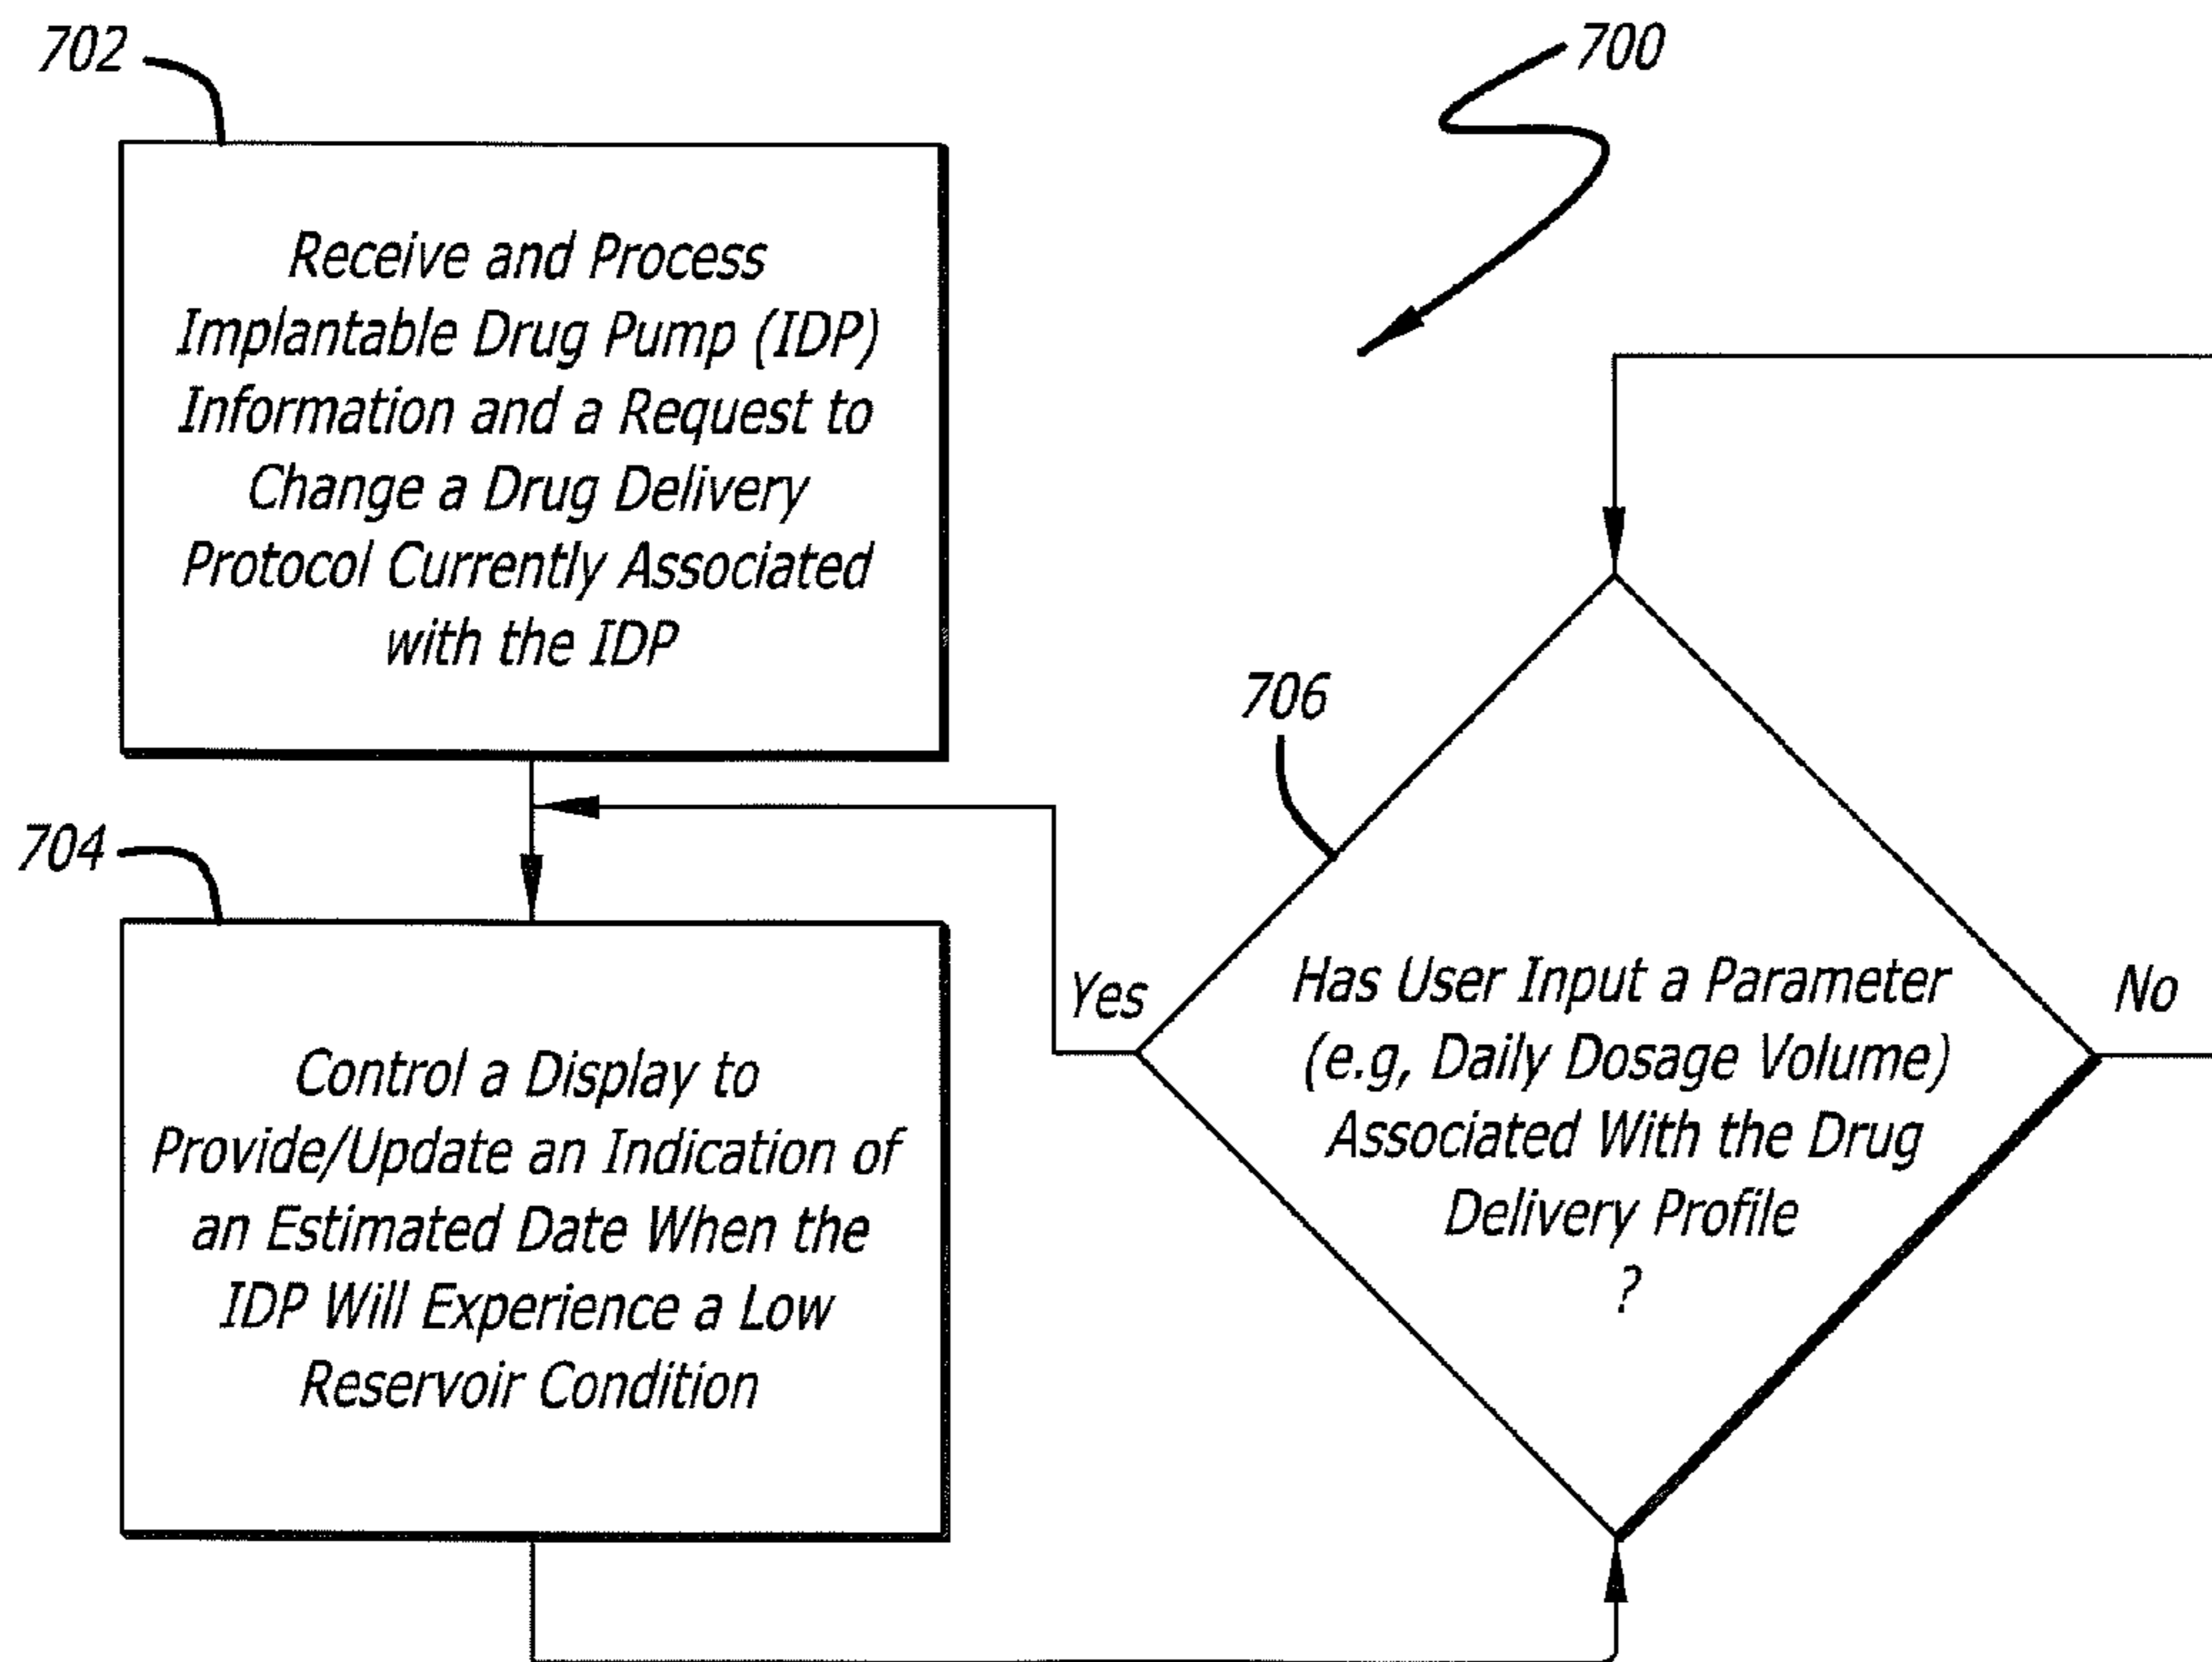 702
700
Receive and Process
Implantable Drug Pump (IDP)
Information and a Request to
Change a Drug Delivery
Protocol Currently Associated
with the IDP
706
704
Yes
No
Has User Input a Parameter
(e.g, Daily Dosage Volume)
Associated With the Drug
Delivery Profile
?
Control a Display to
Provide/Update an Indication of
an Estimated Date When the
IDP Will Experience a Low
Reservoir Condition